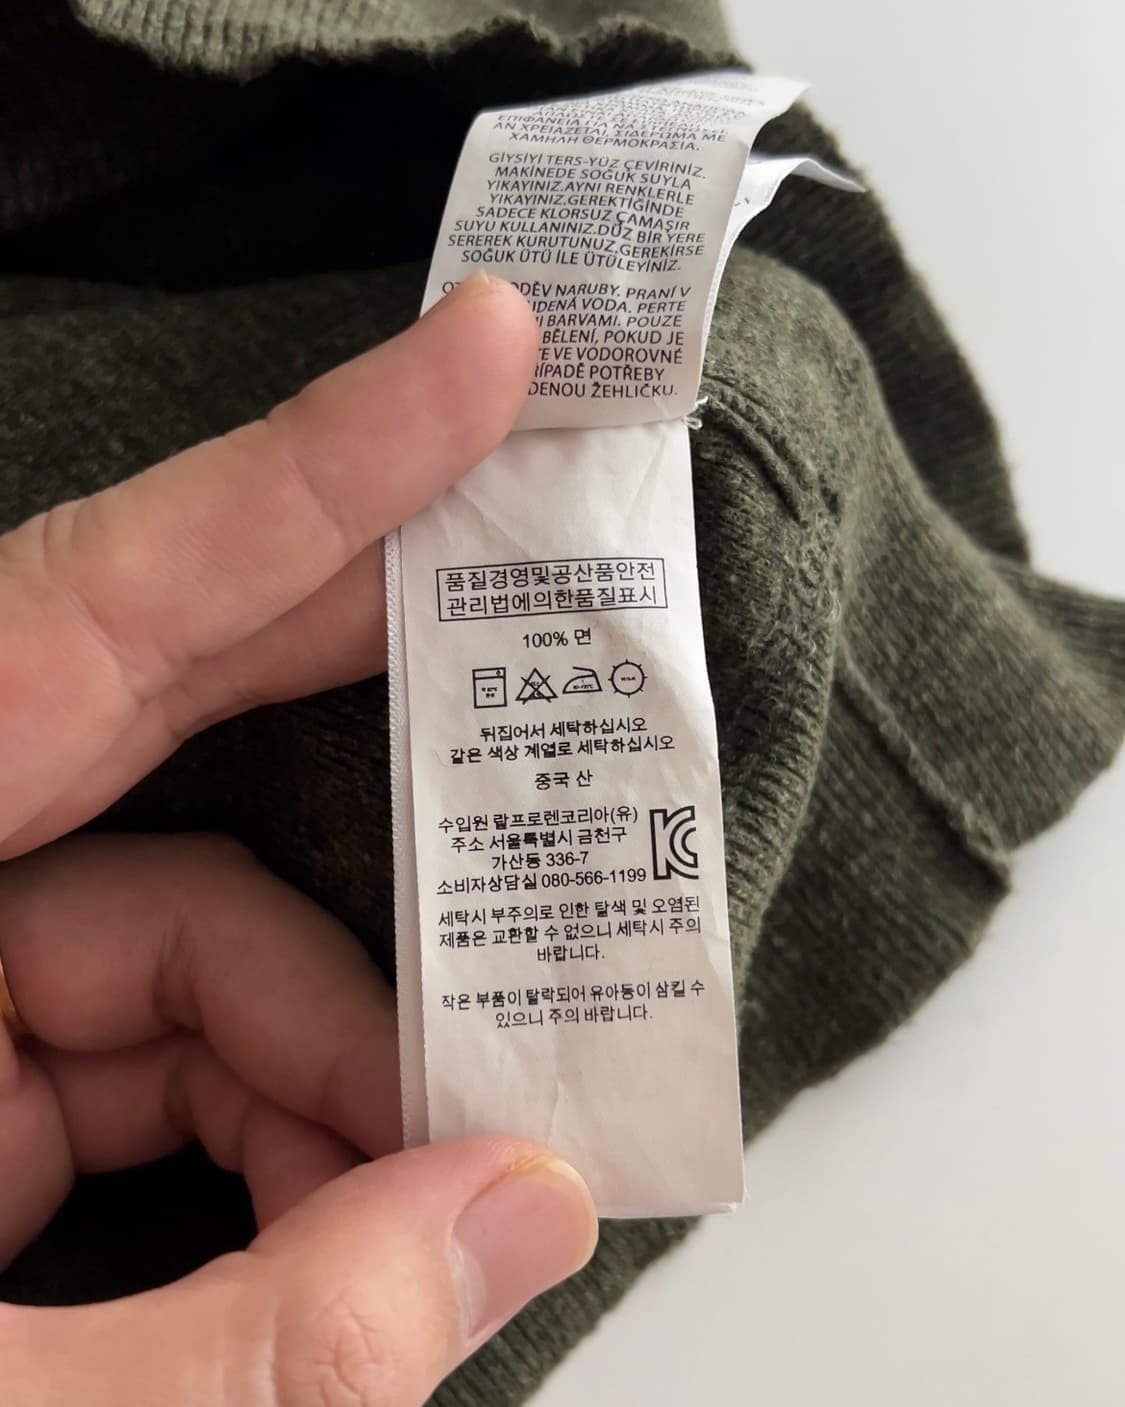 ΕΠΙΦΑΝΕΙΑ ΓΙΑ ΝΑ ΣΤΕΓΝΩΣΕΙ.
ΑΝ ΧΡΕΙΑΖΕΤΑΙ, ΣΙΔΕΡΩΜΑ ΜΕ
ΧΑΜΗΛΗ ΘΕΡΜΟΚΡΑΣΙΑ.
GİYSİYİ TERS-YÜZ ÇEVİRİNİZ.
MAKİNEDE SOĞUK SUYLA
YIKAYINIZ.AYNI RENKLERLE
YIKAYINIZ.GEREKTİĞİNDE
SADECE KLORSUZ ÇAMAŞIR
SUYU KULLANINIZ.DÜZ BİR YERE
SEREREK KURUTUNUZ.GEREKİRSE
SOĞUK ÜTÜ İLE ÜTÜLEYİNİZ.
ODĚV NARUBY. PRANÍ V
VODA. PERTE
BARVAMI. POUZE
BĚLENÍ, POKUD JE
VE VODOROVNÉ
POTŘEBY
ŽEHLIČKU.
품질경영및공산품안전
관리법에의한품질표시
100% 면
뒤집어서 세탁하십시오
같은 색상 계열로 세탁하십시오
중국 산
수입원 랄프로렌코리아(유)
주소 서울특별시 금천구
가산동 336-7
소비자상담실 080-566-1199
세탁시 부주의로 인한 탈색 및 오염된
제품은 교환할 수 없으니 세탁시 주의
바랍니다.
작은 부품이 탈락되어 유아동이 삼킬 수
있으니 주의 바랍니다.